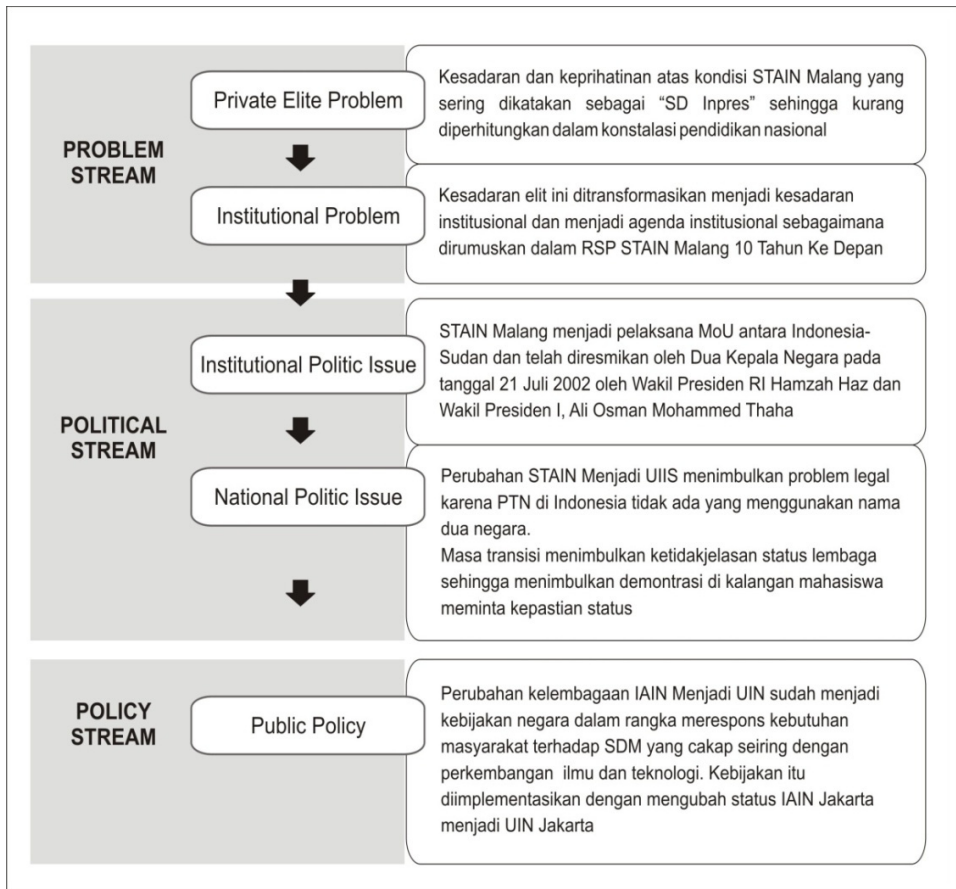 PROBLEM
STREAM
Private Elite Problem
Kesadaran dan keprihatinan atas kondisi STAIN Malang yang
sering dikatakan sebagai “SD Inpres” sehingga kurang
diperhitungkan dalam konstalasi pendidikan nasional
Institutional Problem
Kesadaran elit ini ditransformasikan menjadi kesadaran
institusional dan menjadi agenda institusional sebagaimana
dirumuskan dalam RSP STAIN Malang 10 Tahun Ke Depan
POLITICAL
STREAM
Institutional Politic Issue
STAIN Malang menjadi pelaksana MoU antara Indonesia-
Sudan dan telah diresmikan oleh Dua Kepala Negara pada
tanggal 21 Juli 2002 oleh Wakil Presiden RI Hamzah Haz dan
Wakil Presiden I, Ali Osman Mohammed Thaha
National Politic Issue
Perubahan STAIN Menjadi UIIS menimbulkan problem legal
karena PTN di Indonesia tidak ada yang menggunakan nama
dua negara.
Masa transisi menimbulkan ketidakjelasan status lembaga
sehingga menimbulkan demontrasi di kalangan mahasiswa
meminta kepastian status
POLICY
STREAM
Public Policy
Perubahan kelembagaan IAIN Menjadi UIN sudah menjadi
kebijakan negara dalam rangka merespons kebutuhan
masyarakat terhadap SDM yang cakap seiring dengan
perkembangan ilmu dan teknologi. Kebijakan itu
diimplementasikan dengan mengubah status IAIN Jakarta
menjadi UIN Jakarta